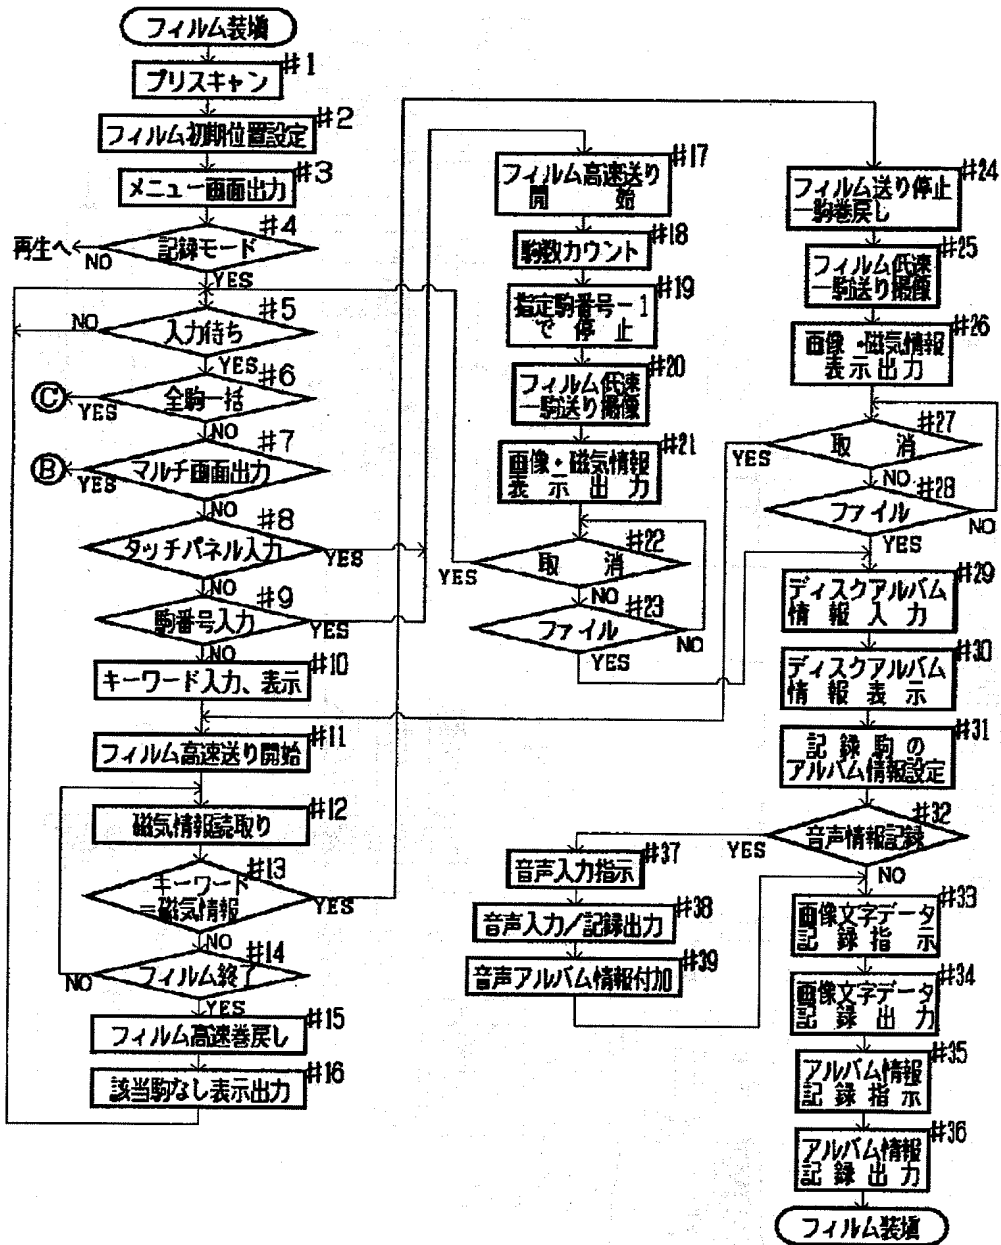 フィルム装填
#1
プリスキャン
#2
フィルム初期位置設定
#3
メニュー画面出力
#4
記録モード
再生へ
NO
YES
#5
入力待ち
NO
YES
#6
全駒一括
Ⓒ
YES
NO
#7
マルチ画面出力
Ⓑ
YES
NO
#8
タッチパネル入力
YES
NO
#9
駒番号入力
YES
NO
#10
キーワード入力、表示
#11
フィルム高速送り開始
#12
磁気情報読取り
#13
キーワード
=磁気情報
YES
NO
#14
フィルム終了
NO
YES
#15
フィルム高速巻戻し
#16
該当駒なし表示出力
#17
フィルム高速送り
開始
#18
駒数カウント
#19
指定駒番号-1
で停止
#20
フィルム低速
一駒送り撮像
#21
画像・磁気情報
表示出力
#22
取消
YES
NO
#23
ファイル
NO
YES
#24
フィルム送り停止
一駒巻戻し
#25
フィルム低速
一駒送り撮像
#26
画像・磁気情報
表示出力
#27
取消
YES
NO
#28
ファイル
NO
YES
#29
ディスクアルバム
情報入力
#30
ディスクアルバム
情報表示
#31
記録駒の
アルバム情報設定
#32
音声情報記録
YES
NO
#37
音声入力指示
#38
音声入力/記録出力
#39
音声アルバム情報付加
#33
画像文字データ
記録指示
#34
画像文字データ
記録出力
#35
アルバム情報
記録指示
#36
アルバム情報
記録出力
フィルム装填